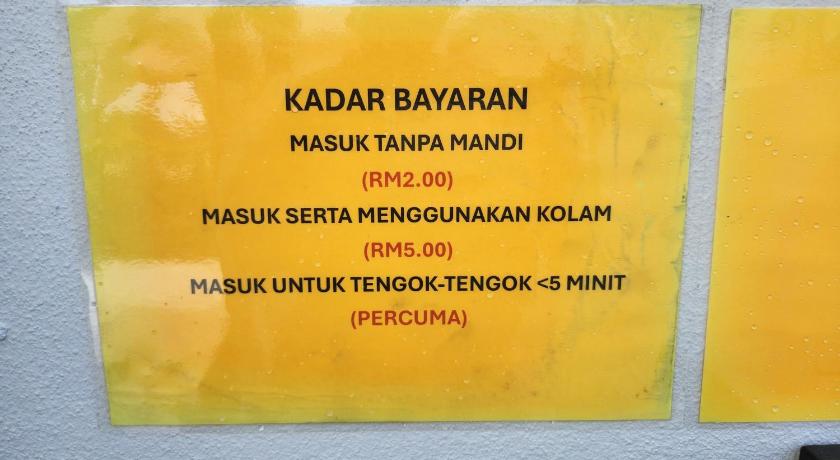 KADAR BAYARAN
MASUK TANPA MANDI
(RM2.00)
MASUK SERTA MENGGUNAKAN KOLAM
(RM5.00)
MASUK UNTUK TENGOK-TENGOK <5 MINIT
(PERCUMA)